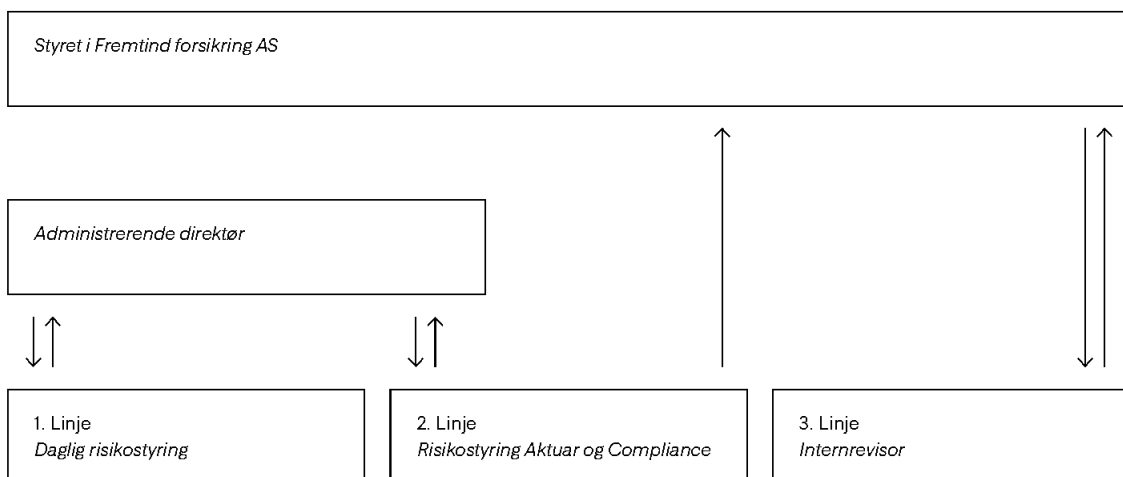 Styret i Fremtind forsikring AS
Administrerende direktør
1. Linje
Daglig risikostyring
2. Linje
Risikostyring Aktuar og Compliance
3. Linje
Internrevisor